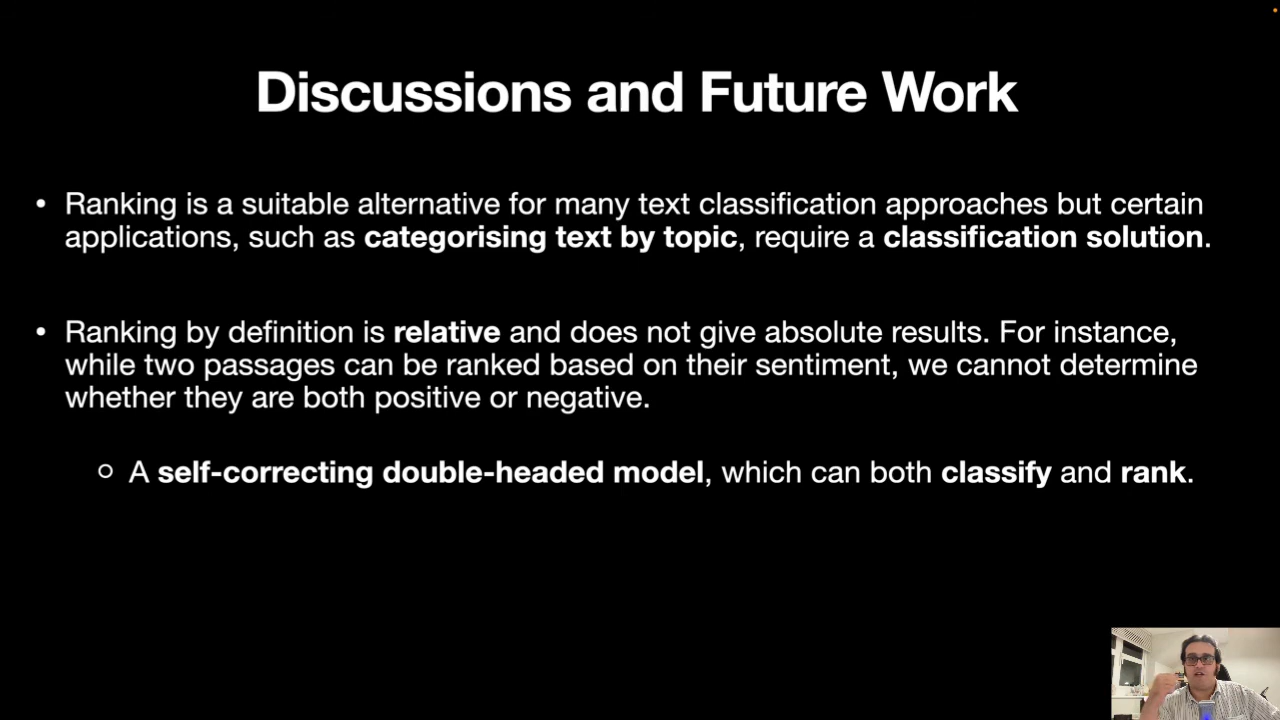 Discussions and Future Work
• Ranking is a suitable alternative for many text classification approaches but certain
applications, such as categorising text by topic, require a classification solution.
• Ranking by definition is relative and does not give absolute results. For instance,
while two passages can be ranked based on their sentiment, we cannot determine
whether they are both positive or negative.
○ A self-correcting double-headed model, which can both classify and rank.